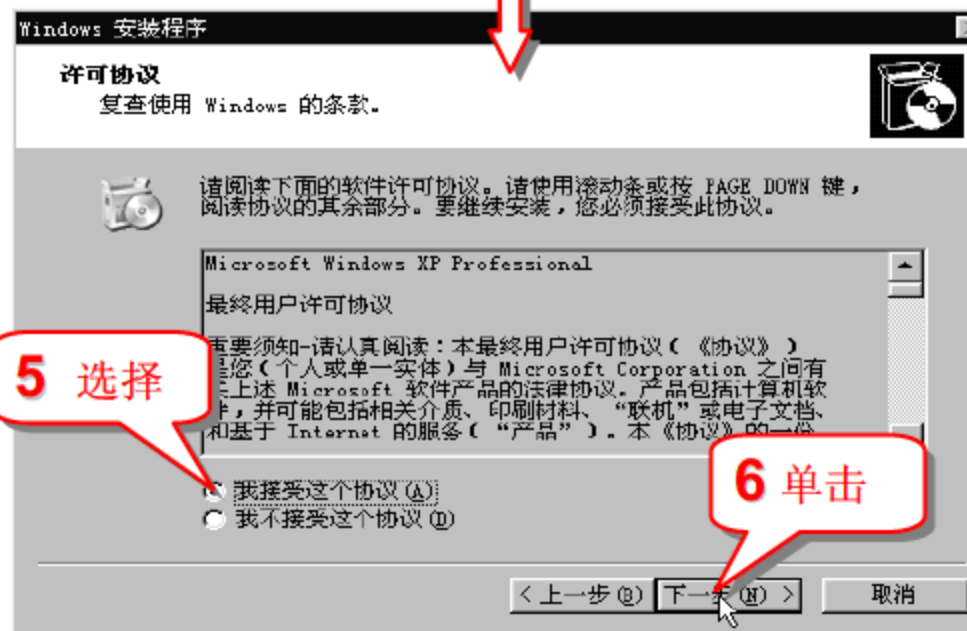 Windows 安装程序
许可协议
复查使用 Windows 的条款。
请阅读下面的软件许可协议。请使用滚动条或按 PAGE DOWN 键，
阅读协议的其余部分。要继续安装，您必须接受此协议。
Microsoft Windows XP Professional
最终用户许可协议
重要须知-请认真阅读：本最终用户许可协议（《协议》）
是您（个人或单一实体）与 Microsoft Corporation 之间有
上述 Microsoft 软件产品的法律协议。产品包括计算机软
，并可能包括相关介质、印刷材料、“联机”或电子文档、
和基于 Internet 的服务（“产品”）。本《协议》的一份
5 选择
我接受这个协议(A)
我不接受这个协议(D)
6 单击
< 上一步(B)
下一步(N) >
取消